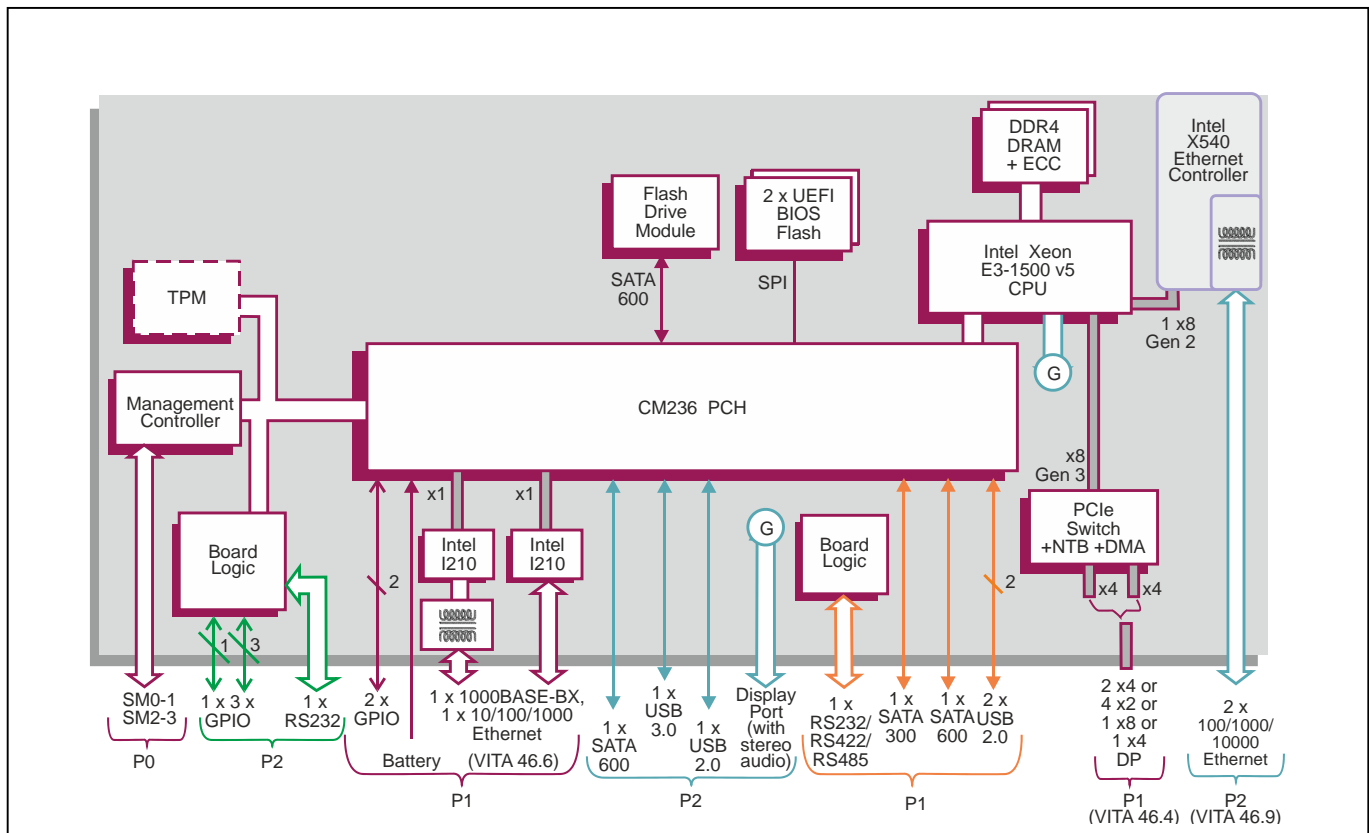 DDR4
DRAM
+ ECC
Intel
X540
Ethernet
Controller
Flash
Drive
Module
2 x UEFI
BIOS
Flash
Intel Xeon
E3-1500 v5
CPU
TPM
SATA
600
SPI
1 x8
Gen 2
G
Management
Controller
CM236 PCH
x8
Gen 3
x1
x1
PCIe
Switch
+NTB +DMA
Board
Logic
Intel
I210
Intel
I210
G
Board
Logic
2
2
x4
x4
1
3
SM0-1
SM2-3
P0
1 x 3 x
GPIO
1 x
RS232
P2
2 x
GPIO
1 x 1000BASE-BX,
1 x 10/100/1000
Ethernet
Battery
(VITA 46.6)
P1
1 x
SATA
600
1 x
USB
3.0
1 x
USB
2.0
Display
Port
(with
stereo
audio)
P2
1 x
RS232/
RS422/
RS485
1 x
SATA
300
1 x
SATA
600
2 x
USB
2.0
P1
2 x4 or
4 x2 or
1 x8 or
1 x4
DP
P1
(VITA 46.4)
2 x
100/1000/
10000
Ethernet
P2
(VITA 46.9)